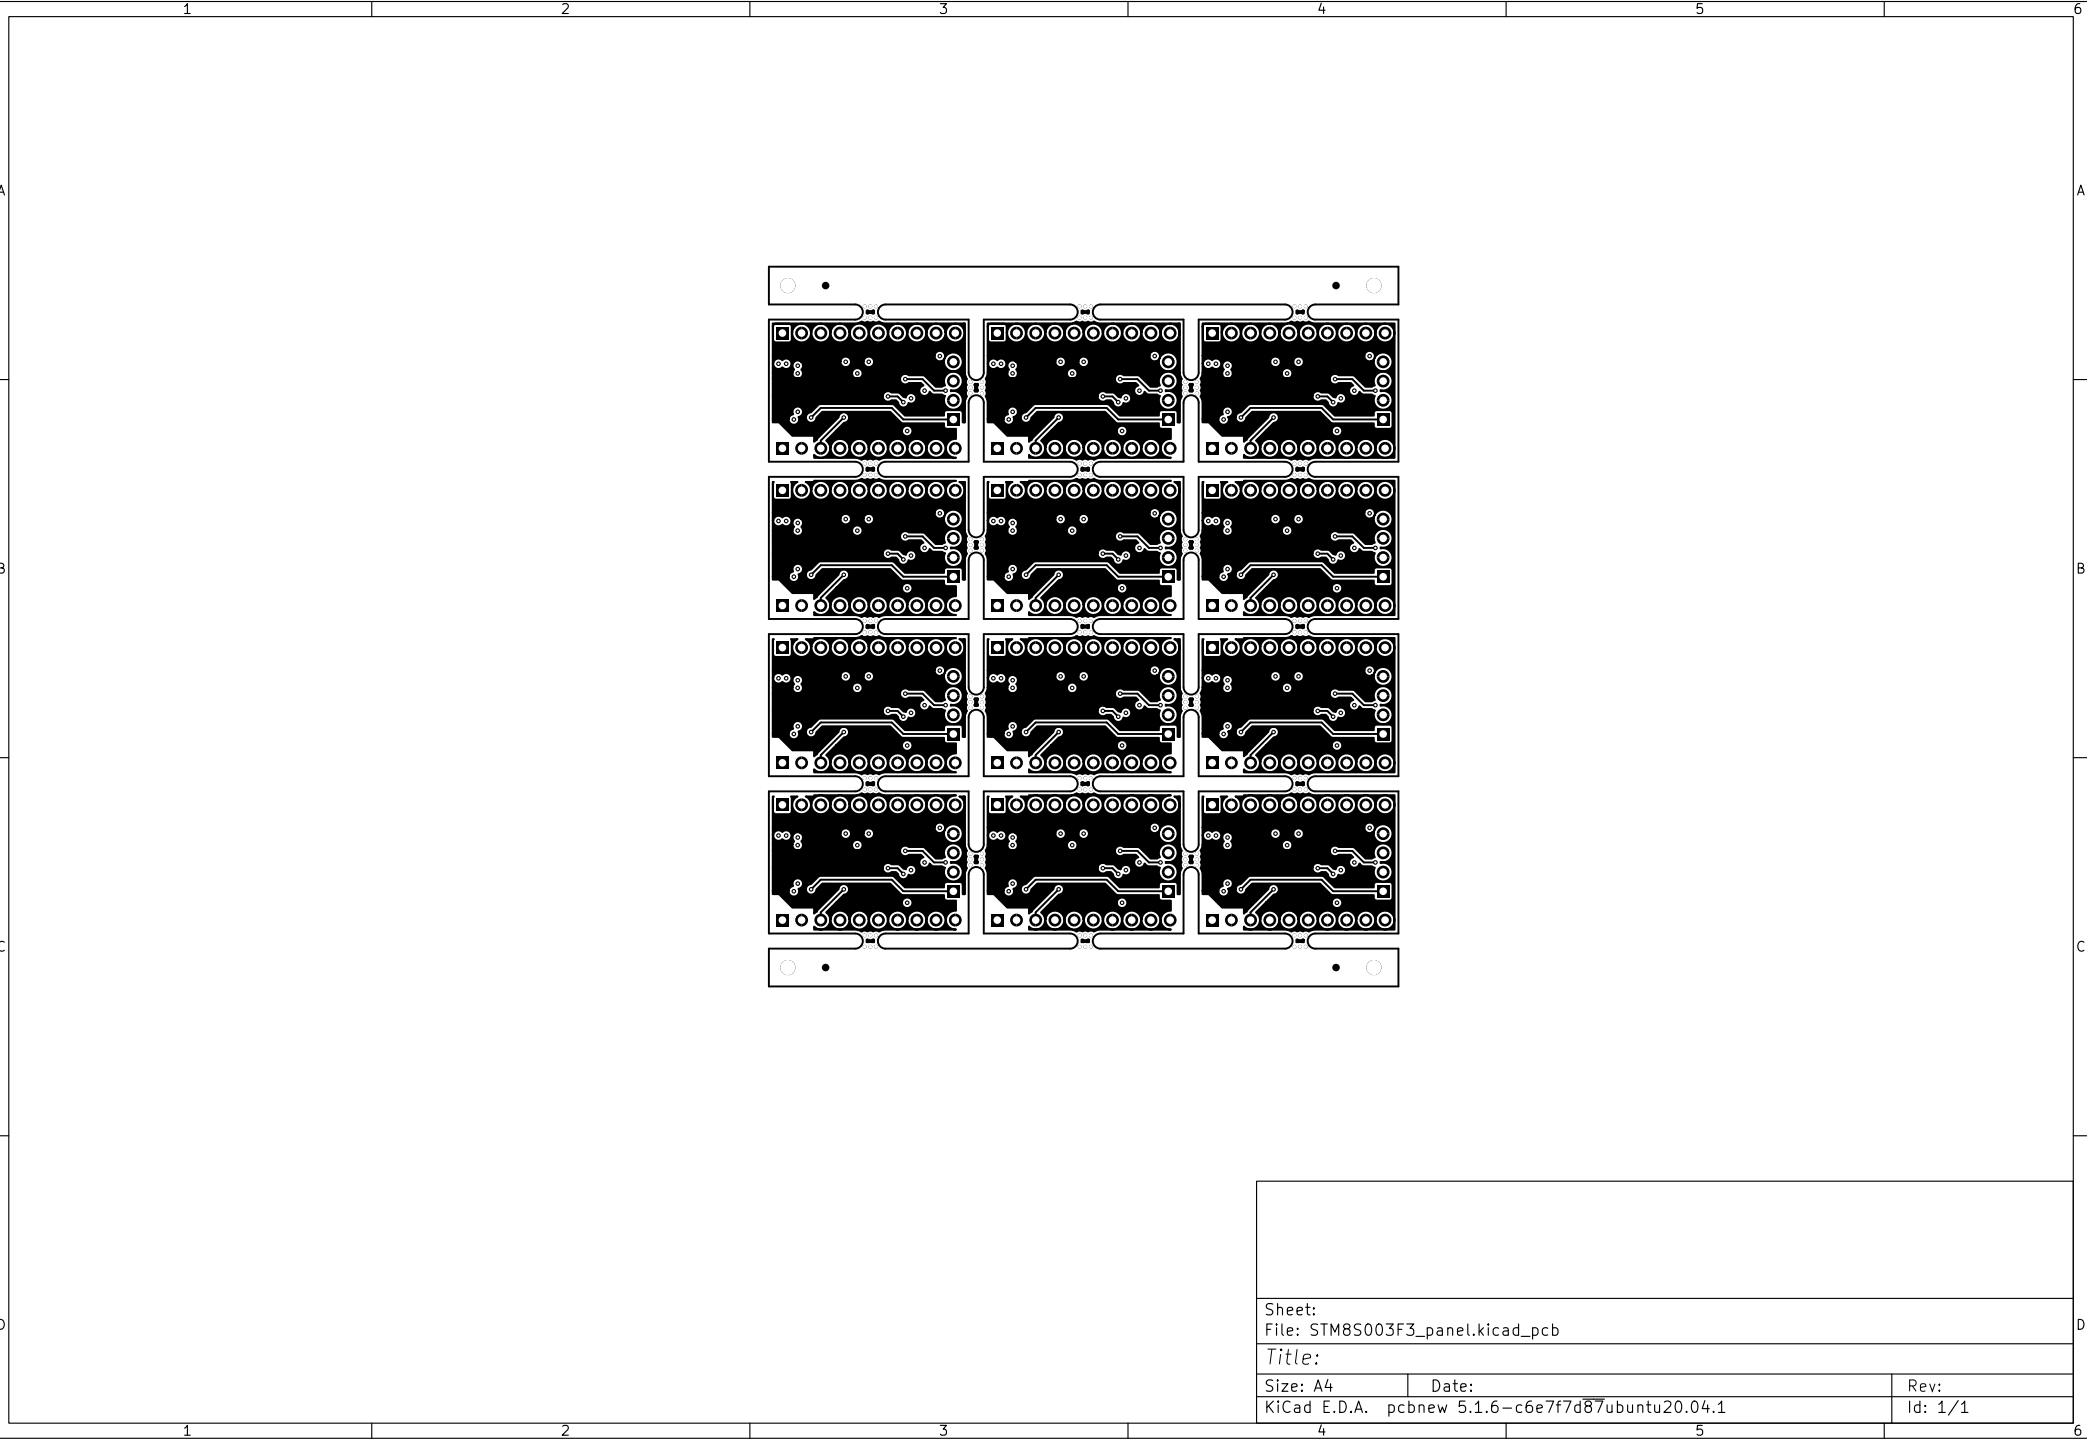 1 2 3 4 5 6
A A
B B
C C
Sheet:
File: STM8S003F3_panel.kicad_pcb
D D
Title:
Size: A4 Date: Rev:
KiCad E.D.A. pcbnew 5.1.6-c6e7f7d87ubuntu20.04.1 Id: 1/1
1 2 3 4 5 6